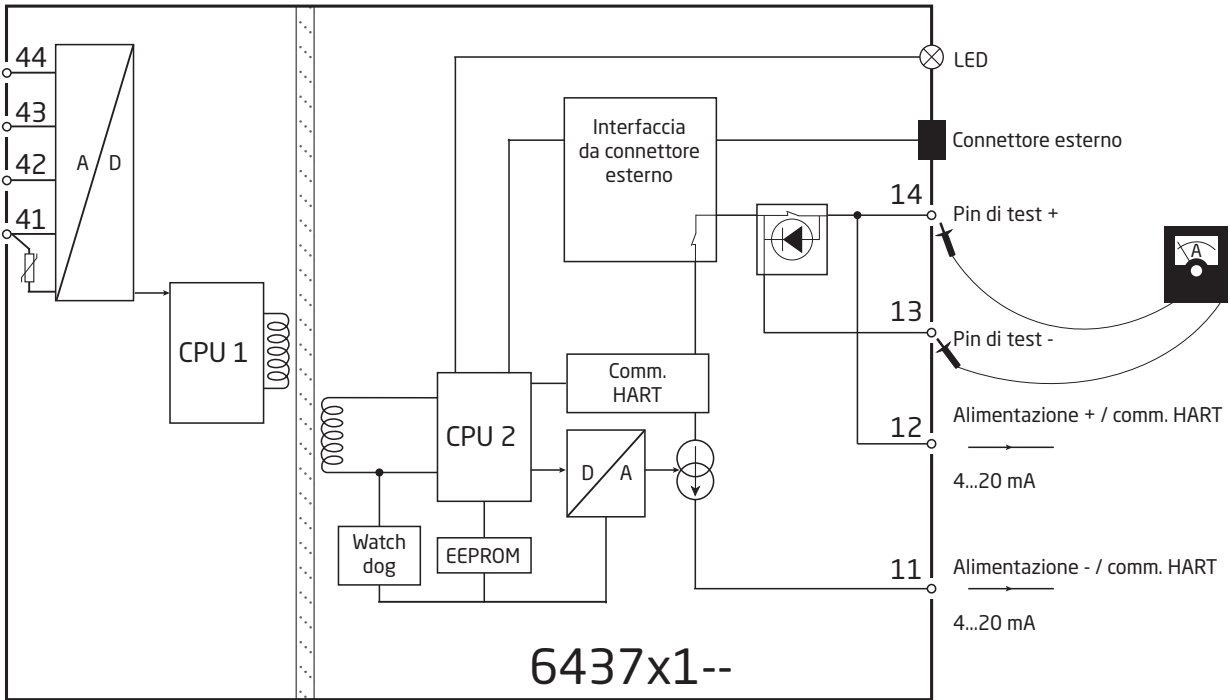 44
43
42
41
A D
CPU 1
LED
Interfaccia
da connettore
esterno
Connettore esterno
14
Pin di test +
A
13
Pin di test -
Comm.
HART
CPU 2
D A
12
Alimentazione + / comm. HART
4...20 mA
Watch
dog
EEPROM
11
Alimentazione - / comm. HART
4...20 mA
6437x1--